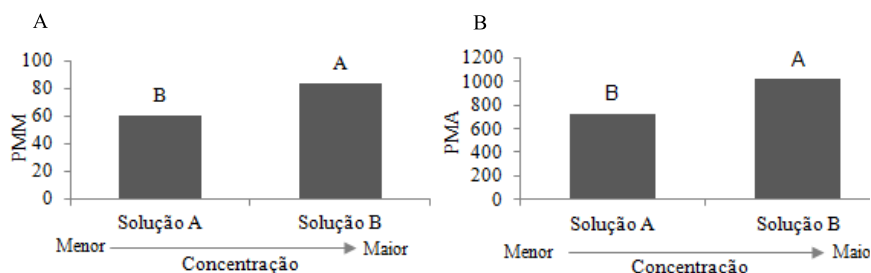 A
PMM
100
80
60
40
20
0
B
A
Solução A
Solução B
Menor
Maior
Concentração
B
PMA
1200
1000
800
600
400
200
0
B
A
Solução A
Solução B
Menor
Maio
Concentração